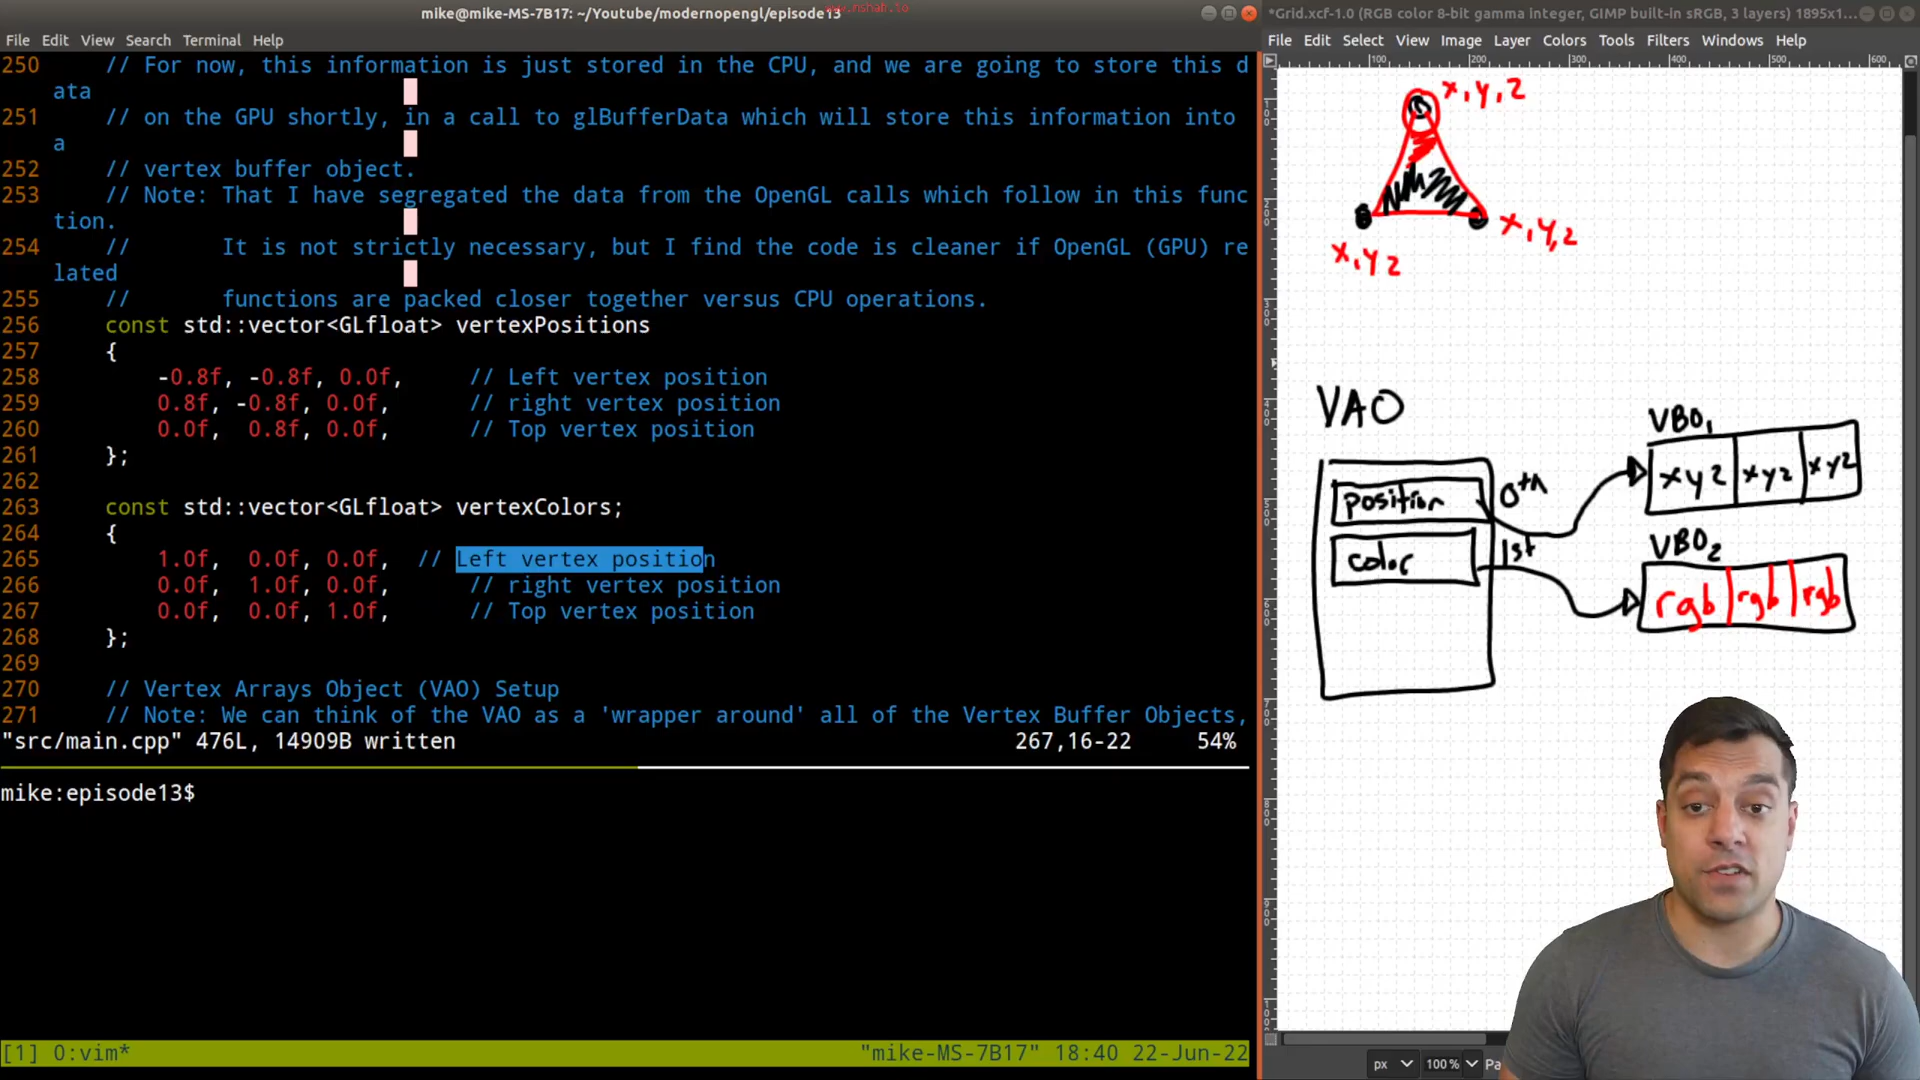 www.mshah.io
mike@mike-MS-7B17: ~/Youtube/modernopengl/episode13
File Edit View Search Terminal Help
250 // For now, this information is just stored in the CPU, and we are going to store this d
ata
251 // on the GPU shortly, in a call to glBufferData which will store this information into
a
252 // vertex buffer object.
253 // Note: That I have segregated the data from the OpenGL calls which follow in this func
tion.
254 // It is not strictly necessary, but I find the code is cleaner if OpenGL (GPU) re
lated
255 // functions are packed closer together versus CPU operations.
256 const std::vector<GLfloat> vertexPositions
257 {
258 -0.8f, -0.8f, 0.0f, // Left vertex position
259 0.8f, -0.8f, 0.0f, // right vertex position
260 0.0f, 0.8f, 0.0f, // Top vertex position
261 };
262
263 const std::vector<GLfloat> vertexColors;
264 {
265 1.0f, 0.0f, 0.0f, // Left vertex position
266 0.0f, 1.0f, 0.0f, // right vertex position
267 0.0f, 0.0f, 1.0f, // Top vertex position
268 };
269
270 // Vertex Arrays Object (VAO) Setup
271 // Note: We can think of the VAO as a 'wrapper around' all of the Vertex Buffer Objects,
"src/main.cpp" 476L, 14909B written 267,16-22 54%
mike:episode13$
[1] 0:vim* "mike-MS-7B17" 18:40 22-Jun-22
*Grid.xcf-1.0 (RGB color 8-bit gamma integer, GIMP built-in sRGB, 3 layers) 1895x1...
File Edit Select View Image Layer Colors Tools Filters Windows Help
100 200 300 400 500 600
x,y,z
x,y,z
x,y z
VAO
position 0th
color 1st
VBO1
xyz xyz xyz
VBO2
rgb rgb rgb
px 100% Pa